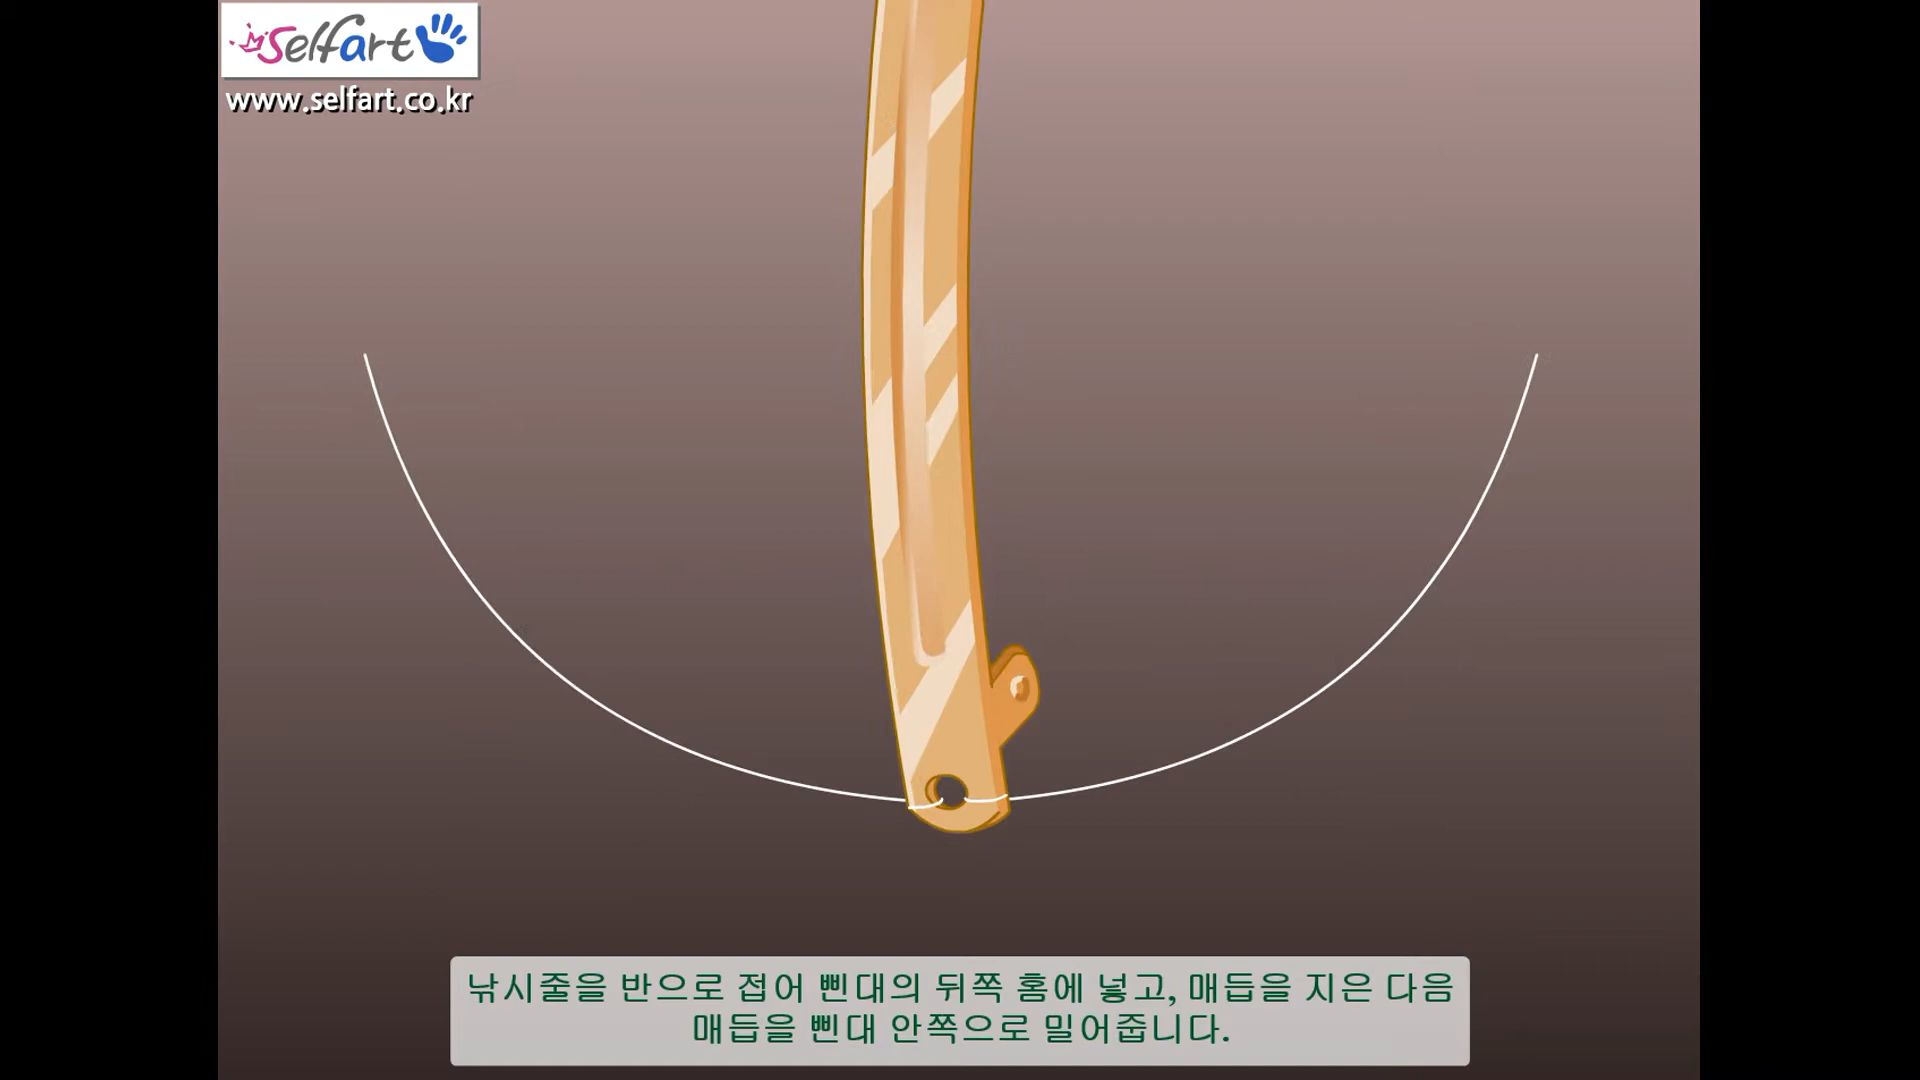 selfart
www.selfart.co.kr
낚시줄을 반으로 접어 삔대의 뒤쪽 홈에 넣고, 매듭을 지은 다음
매듭을 삔대 안쪽으로 밀어줍니다.